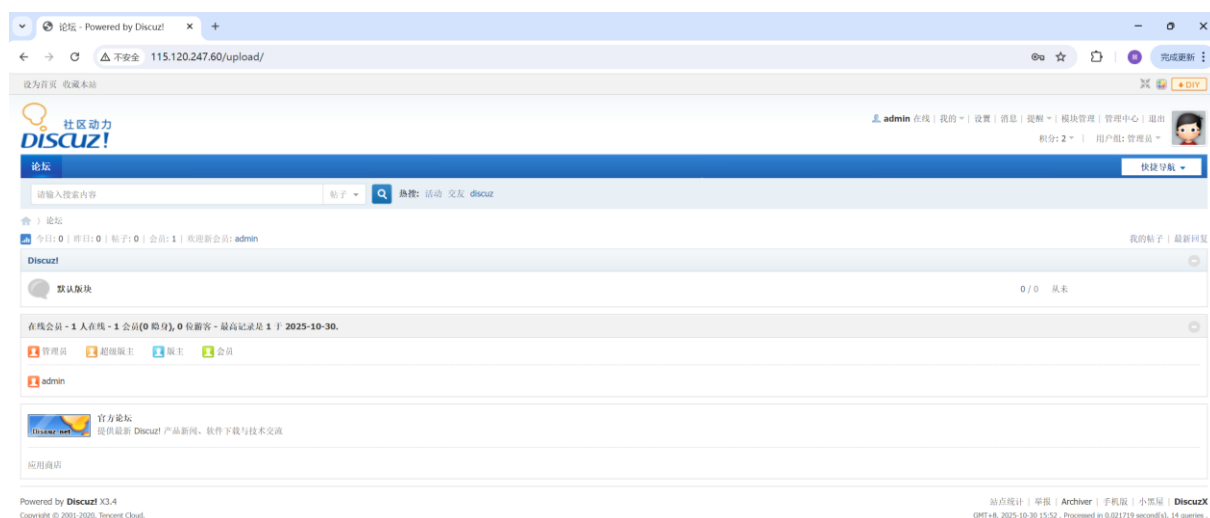 论坛 - Powered by Discuz!
不安全 115.120.247.60/upload/ 完成更新
设为首页 收藏本站 DIY
社区动力
DISCUZ!
admin 在线 | 我的 | 设置 | 消息 | 提醒 | 模块管理 | 管理中心 | 退出
积分: 2 | 用户组: 管理员
论坛 快捷导航
请输入搜索内容 帖子 热搜: 活动 交友 discuz
论坛
今日: 0 | 昨日: 0 | 帖子: 0 | 会员: 1 | 欢迎新会员: admin 我的帖子 | 最新回复
Discuz!
默认版块 0 / 0 从未
在线会员 - 1 人在线 - 1 会员(0 隐身), 0 位游客 - 最高记录是 1 于 2025-10-30.
管理员 超级版主 版主 会员
admin
Discuz.net 官方论坛
提供最新 Discuz! 产品新闻、软件下载与技术交流
应用商店
Powered by Discuz! X3.4 站点统计 | 举报 | Archiver | 手机版 | 小黑屋 | DiscuzX
Copyright © 2001-2020, Tencent Cloud. GMT+8, 2025-10-30 15:52 , Processed in 0.021719 second(s), 14 queries .